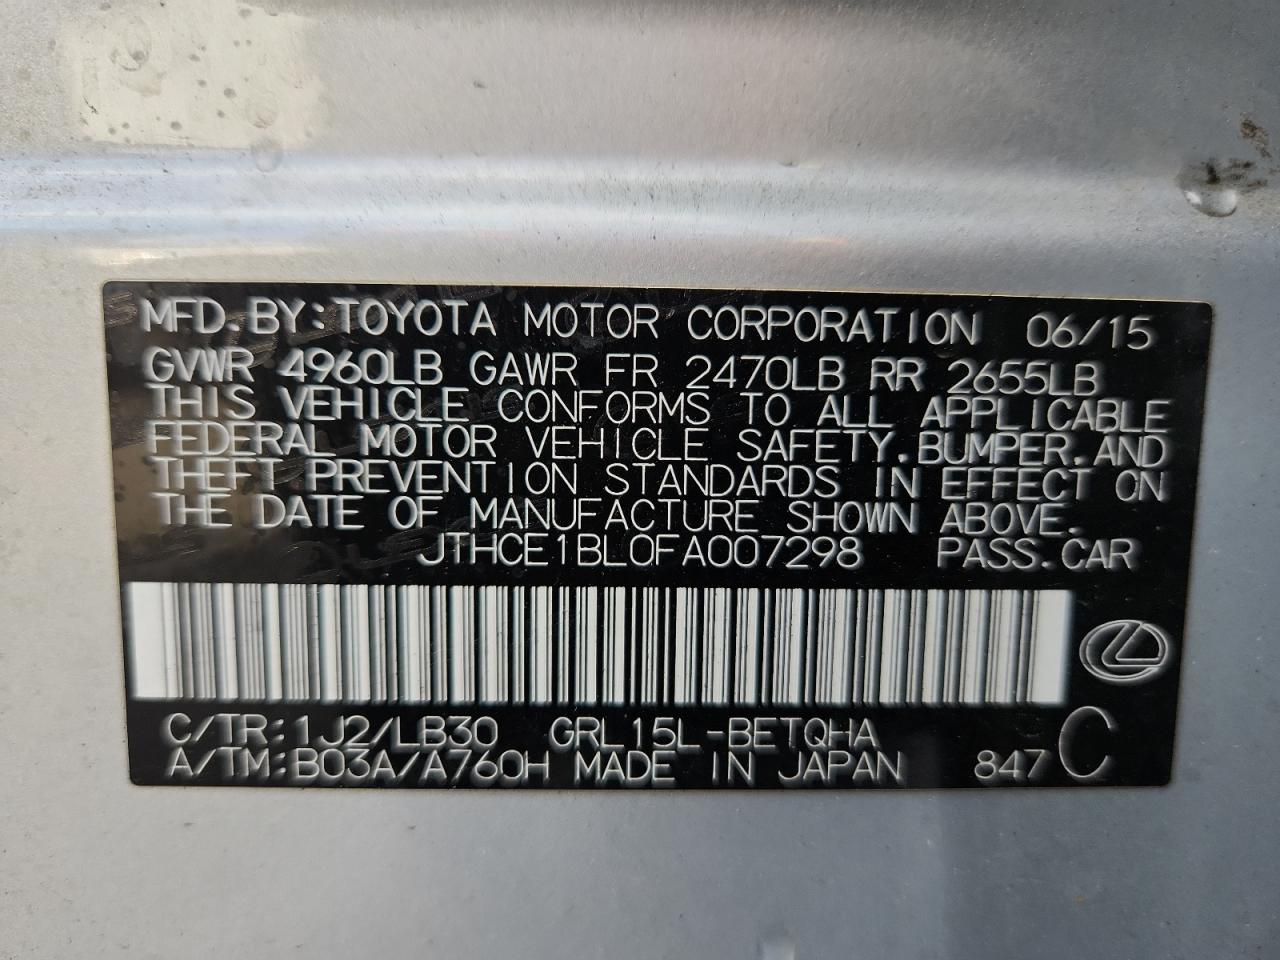 MFD.BY:TOYOTA MOTOR CORPORATION 06/15
GVWR 4960LB GAWR FR 2470LB RR 2655LB
THIS VEHICLE CONFORMS TO ALL APPLICABLE
FEDERAL MOTOR VEHICLE SAFETY,BUMPER,AND
THEFT PREVENTION STANDARDS IN EFFECT ON
THE DATE OF MANUFACTURE SHOWN ABOVE.
JTHCE1BL0FA007298 PASS.CAR
C/TR:1J2/LB30 GRL15L-BETQHA
A/TM:B03A/A760H MADE IN JAPAN 847 C